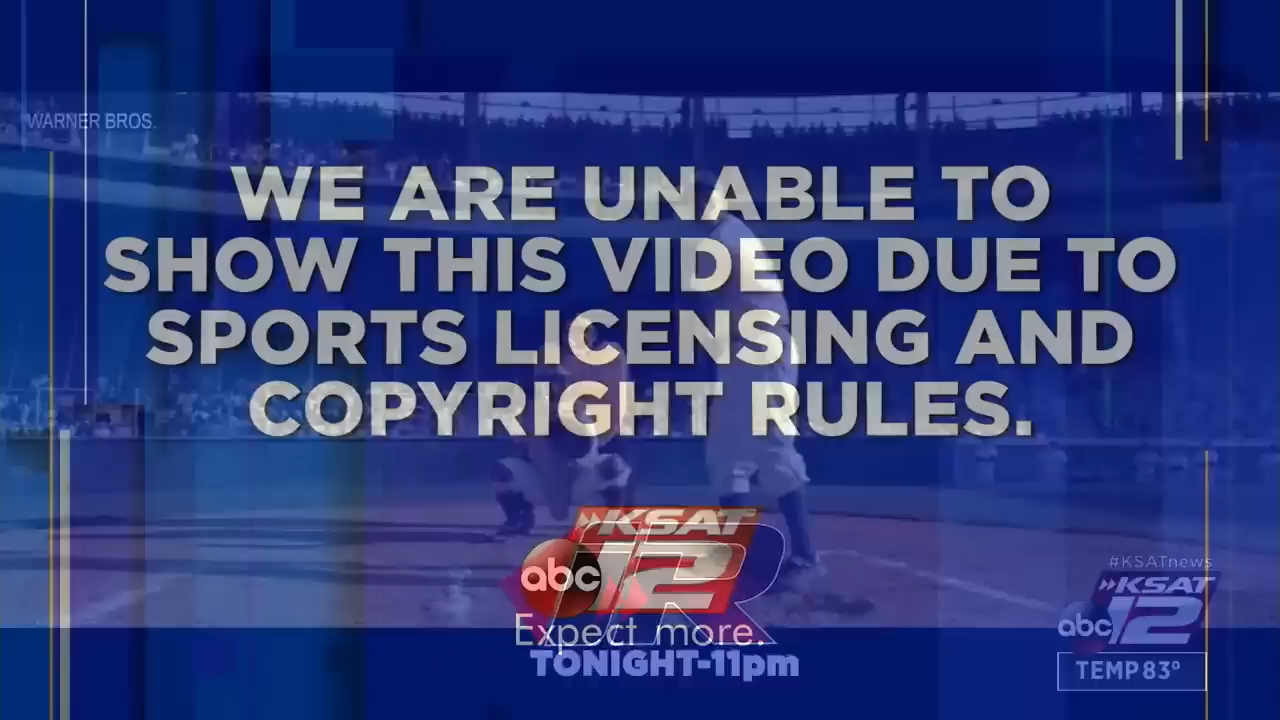 WARNER BROS.
WE ARE UNABLE TO
SHOW THIS VIDEO DUE TO
SPORTS LICENSING AND
COPYRIGHT RULES.
KSAT
abc 12 R
Expect more.
TONIGHT-11pm
#KSATnews
KSAT
abc 12
TEMP 83°